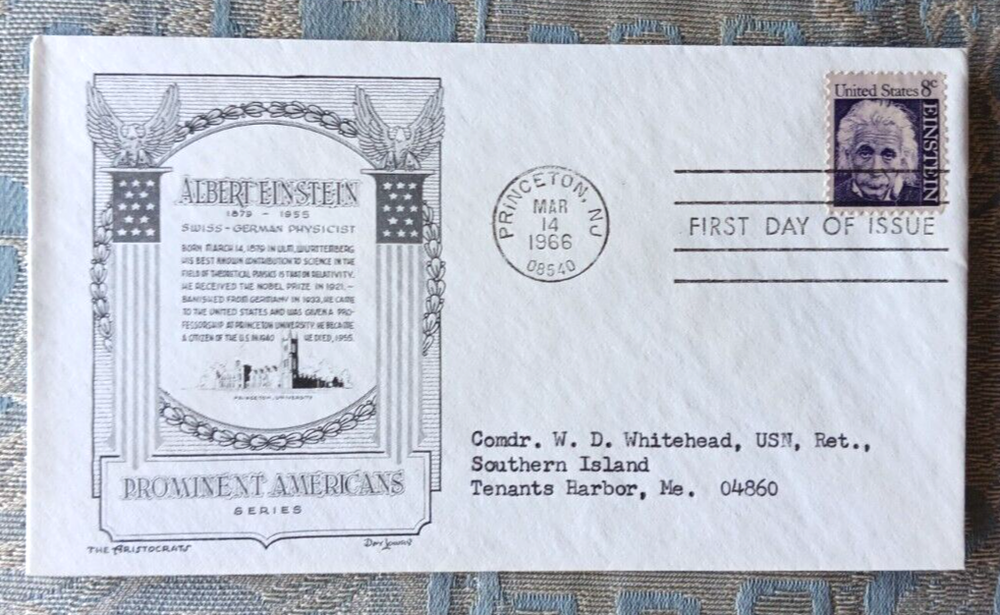 ALBERT EINSTEIN
1879 - 1955
SWISS-GERMAN PHYSICIST
BORN MARCH 14, 1879 IN ULM, WURTTEMBERG
HIS BEST KNOWN CONTRIBUTION TO SCIENCE IN THE
FIELD OF THEORETICAL PHYSICS IS THAT ON RELATIVITY.
HE RECEIVED THE NOBEL PRIZE IN 1921.-
BANISHED FROM GERMANY IN 1933, HE CAME
TO THE UNITED STATES AND WAS GIVEN A PRO-
FESSORSHIP AT PRINCETON UNIVERSITY. HE BECAME
A CITIZEN OF THE U.S IN 1940 HE DIED, 1955.
PRINCETON, UNIVERSITY
PROMINENT AMERICANS
SERIES
THE ARISTOCRATS
United States 8c
EINSTEIN
PRINCETON, NJ
MAR
14
1966
08540
FIRST DAY OF ISSUE
Comdr. W. D. Whitehead, USN, Ret.,
Southern Island
Tenants Harbor, Me. 04860